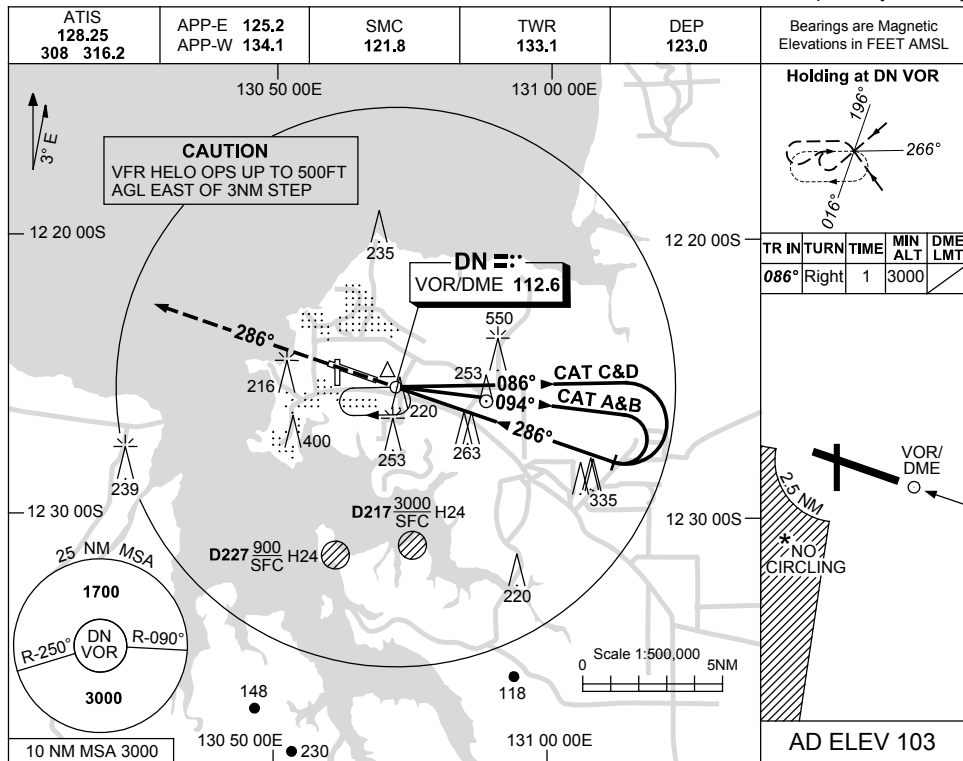 ATIS
128.25
308 316.2
APP-E 125.2
APP-W 134.1
SMC
121.8
TWR
133.1
DEP
123.0
Bearings are Magnetic
Elevations in FEET AMSL
130 50 00E
131 00 00E
3° E
CAUTION
VFR HELO OPS UP TO 500FT
AGL EAST OF 3NM STEP
12 20 00S
12 20 00S
235
DN
VOR/DME 112.6
550
286°
216
253
086°
CAT C&D
094°
CAT A&B
220
286°
400
253
263
239
335
D217 3000 H24
SFC
12 30 00S
12 30 00S
D227 900 H24
SFC
220
25 NM MSA
1700
DN
VOR
R-250°
R-090°
3000
10 NM MSA 3000
Scale 1:500,000
0
5NM
148
118
130 50 00E
230
131 00 00E
Holding at DN VOR
196°
266°
016°
TR IN TURN TIME MIN ALT DME LMT
086° Right 1 3000
VOR/
DME
2.5 NM
* NO
CIRCLING
AD ELEV 103